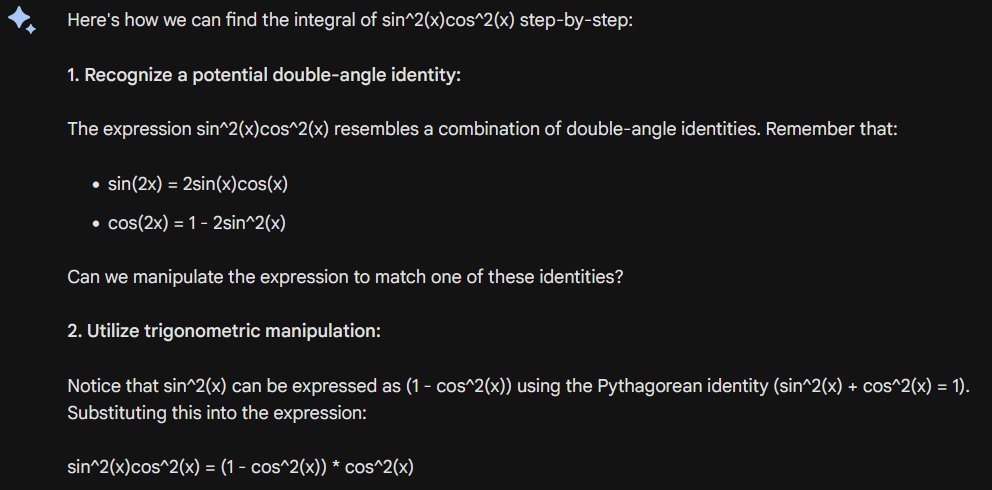 Here's how we can find the integral of sin^2(x)cos^2(x) step-by-step:
1. Recognize a potential double-angle identity:
The expression sin^2(x)cos^2(x) resembles a combination of double-angle identities. Remember that:
• sin(2x) = 2sin(x)cos(x)
• cos(2x) = 1 - 2sin^2(x)
Can we manipulate the expression to match one of these identities?
2. Utilize trigonometric manipulation:
Notice that sin^2(x) can be expressed as (1 - cos^2(x)) using the Pythagorean identity (sin^2(x) + cos^2(x) = 1).
Substituting this into the expression:
sin^2(x)cos^2(x) = (1 - cos^2(x)) * cos^2(x)